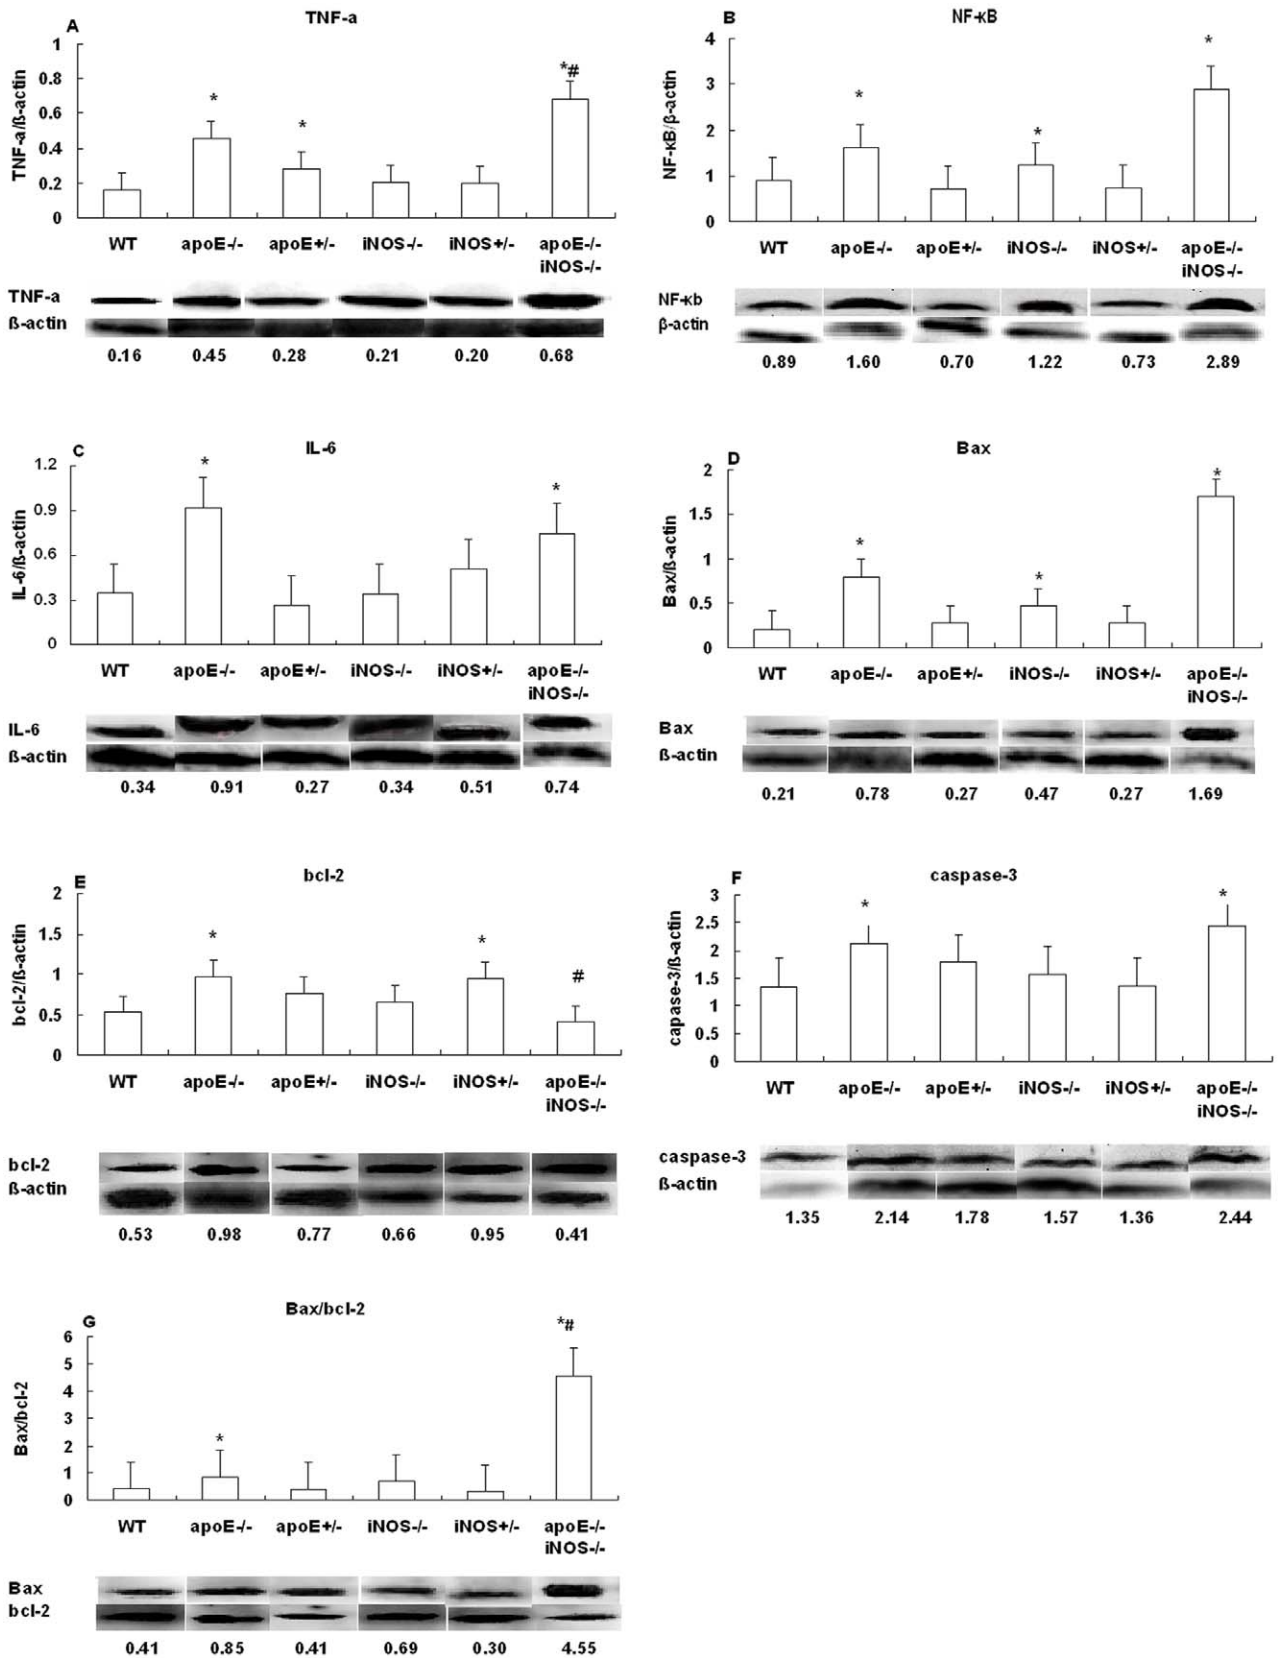 A
TNF-a
TNF-a/ß-actin
1
0.8
0.6
0.4
0.2
0
*
*
*#
WT apoE-/- apoE+/- iNOS-/- iNOS+/- apoE-/-
iNOS-/-
TNF-a
ß-actin
0.16 0.45 0.28 0.21 0.20 0.68
B
NF-κB
NF-κB/β-actin
4
3
2
1
0
*
*
*
WT apoE-/- apoE+/- iNOS-/- iNOS+/- apoE-/-
iNOS-/-
NF-κb
β-actin
0.89 1.60 0.70 1.22 0.73 2.89
C
IL-6
IL-6/ß-actin
1.2
0.9
0.6
0.3
0
*
*
WT apoE-/- apoE+/- iNOS-/- iNOS+/- apoE-/-
iNOS-/-
IL-6
ß-actin
0.34 0.91 0.27 0.34 0.51 0.74
D
Bax
Bax/ß-actin
2
1.5
1
0.5
0
*
*
*
WT apoE-/- apoE+/- iNOS-/- iNOS+/- apoE-/-
iNOS-/-
Bax
ß-actin
0.21 0.78 0.27 0.47 0.27 1.69
E
bcl-2
bcl-2/ß-actin
2
1.5
1
0.5
0
*
*
#
WT apoE-/- apoE+/- iNOS-/- iNOS+/- apoE-/-
iNOS-/-
bcl-2
ß-actin
0.53 0.98 0.77 0.66 0.95 0.41
F
caspase-3
capase-3/ß-actin
3
2.5
2
1.5
1
0.5
0
*
*
WT apoE-/- apoE+/- iNOS-/- iNOS+/- apoE-/-
iNOS-/-
caspase-3
ß-actin
1.35 2.14 1.78 1.57 1.36 2.44
G
Bax/bcl-2
Bax/bcl-2
6
5
4
3
2
1
0
*
*#
WT apoE-/- apoE+/- iNOS-/- iNOS+/- apoE-/-
iNOS-/-
Bax
bcl-2
0.41 0.85 0.41 0.69 0.30 4.55